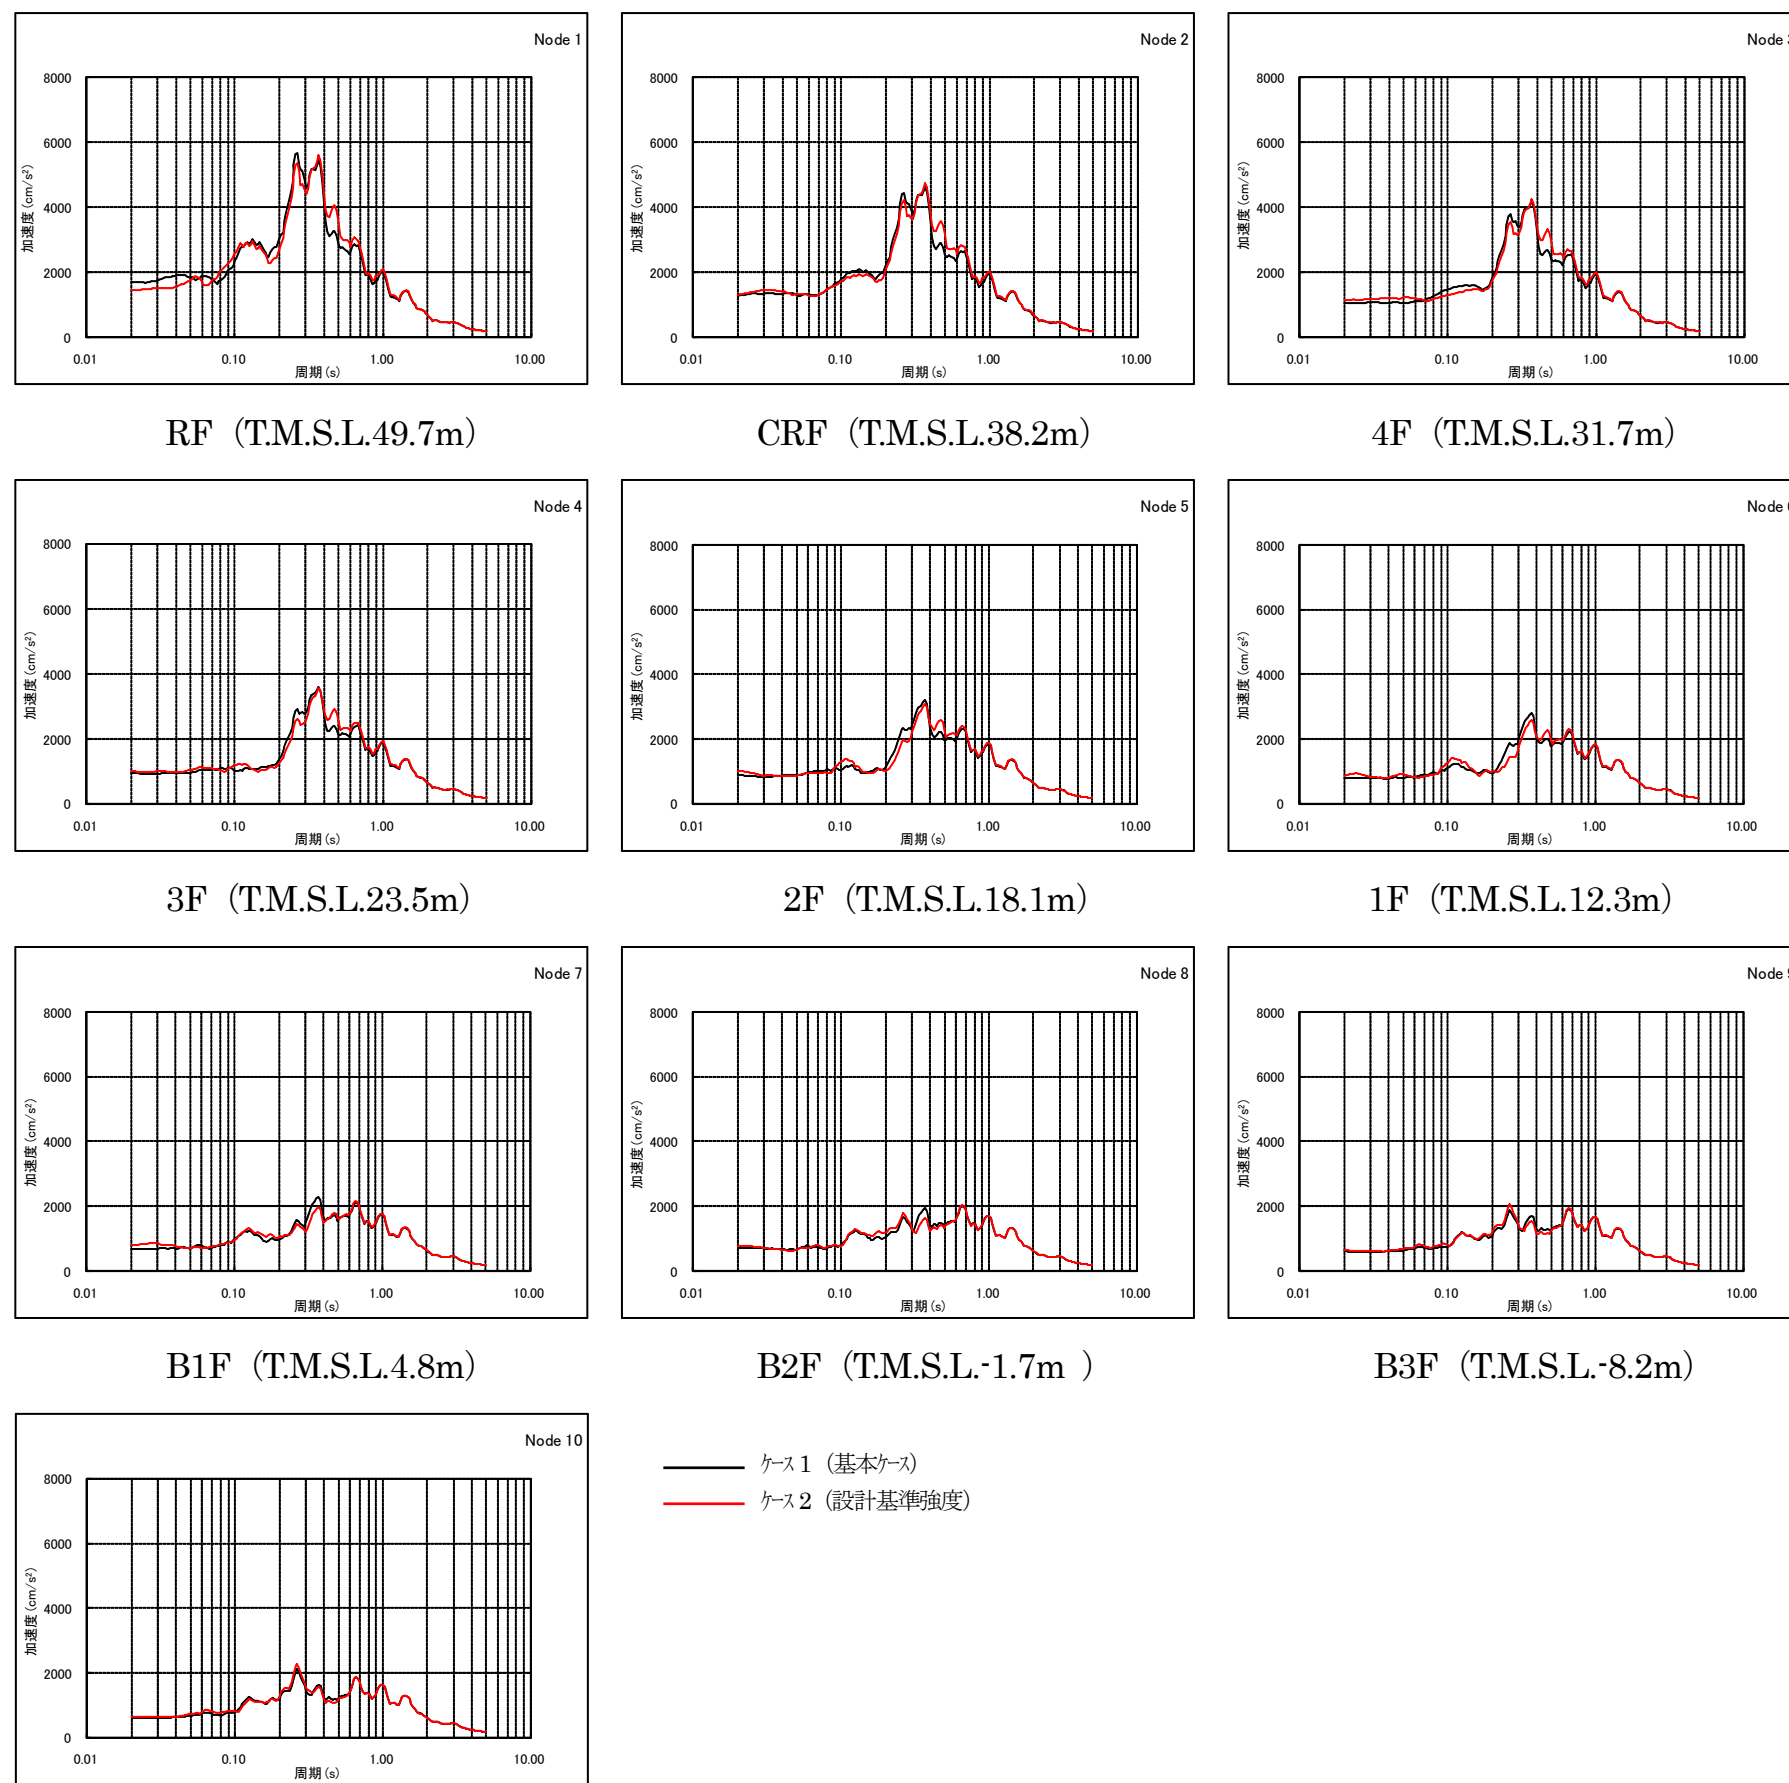 Node 1
8000
6000
4000
2000
0
加速度(cm/s²)
0.01 0.10 1.00 10.00
周期(s)
RF (T.M.S.L.49.7m)
Node 2
8000
6000
4000
2000
0
加速度(cm/s²)
0.01 0.10 1.00 10.00
周期(s)
CRF (T.M.S.L.38.2m)
Node 3
8000
6000
4000
2000
0
加速度(cm/s²)
0.01 0.10 1.00 10.00
周期(s)
4F (T.M.S.L.31.7m)
Node 4
8000
6000
4000
2000
0
加速度(cm/s²)
0.01 0.10 1.00 10.00
周期(s)
3F (T.M.S.L.23.5m)
Node 5
8000
6000
4000
2000
0
加速度(cm/s²)
0.01 0.10 1.00 10.00
周期(s)
2F (T.M.S.L.18.1m)
Node 6
8000
6000
4000
2000
0
加速度(cm/s²)
0.01 0.10 1.00 10.00
周期(s)
1F (T.M.S.L.12.3m)
Node 7
8000
6000
4000
2000
0
加速度(cm/s²)
0.01 0.10 1.00 10.00
周期(s)
B1F (T.M.S.L.4.8m)
Node 8
8000
6000
4000
2000
0
加速度(cm/s²)
0.01 0.10 1.00 10.00
周期(s)
B2F (T.M.S.L.-1.7m )
Node 9
8000
6000
4000
2000
0
加速度(cm/s²)
0.01 0.10 1.00 10.00
周期(s)
B3F (T.M.S.L.-8.2m)
Node 10
8000
6000
4000
2000
0
加速度(cm/s²)
0.01 0.10 1.00 10.00
周期(s)
ｹｰｽ1 (基本ｹｰｽ)
ｹｰｽ2 (設計基準強度)